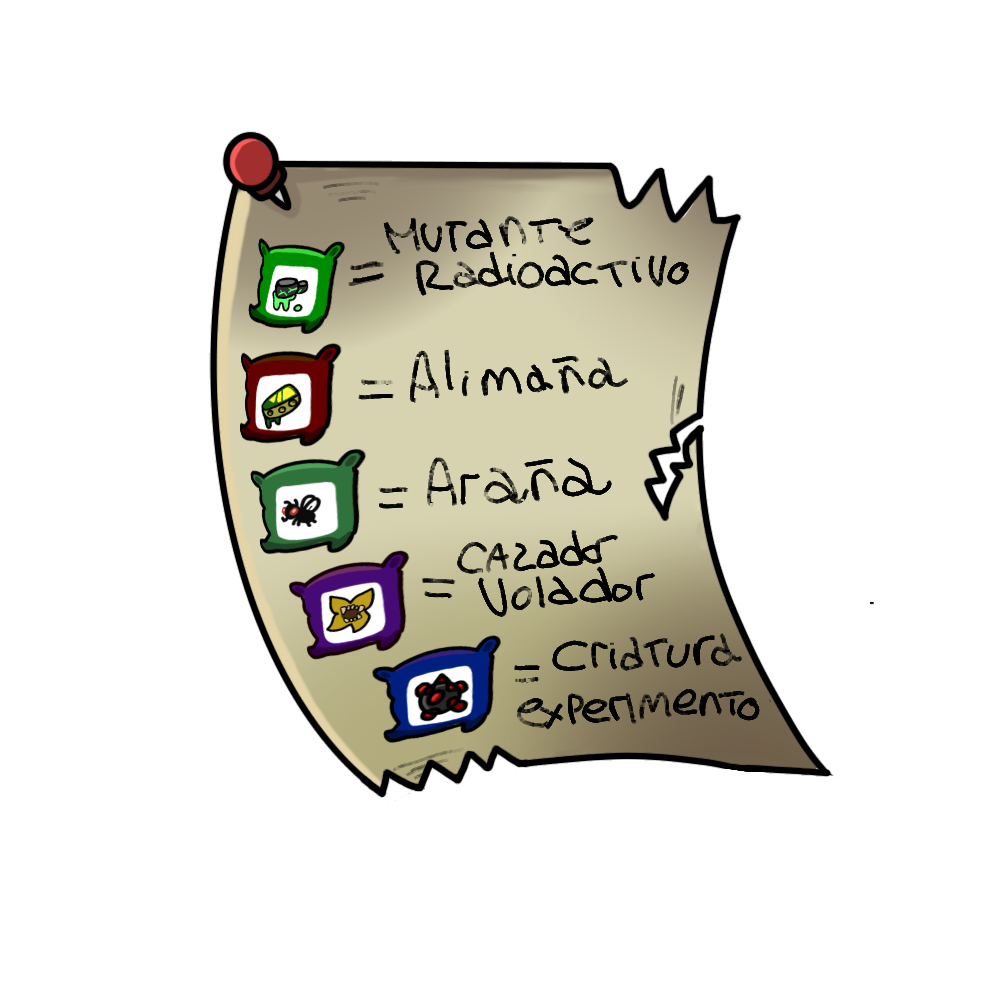 = MUTANTE
RadioacTIVO
= Alimaña
= Araña
= CAZador
Volador
= CriaTura
experimenTO